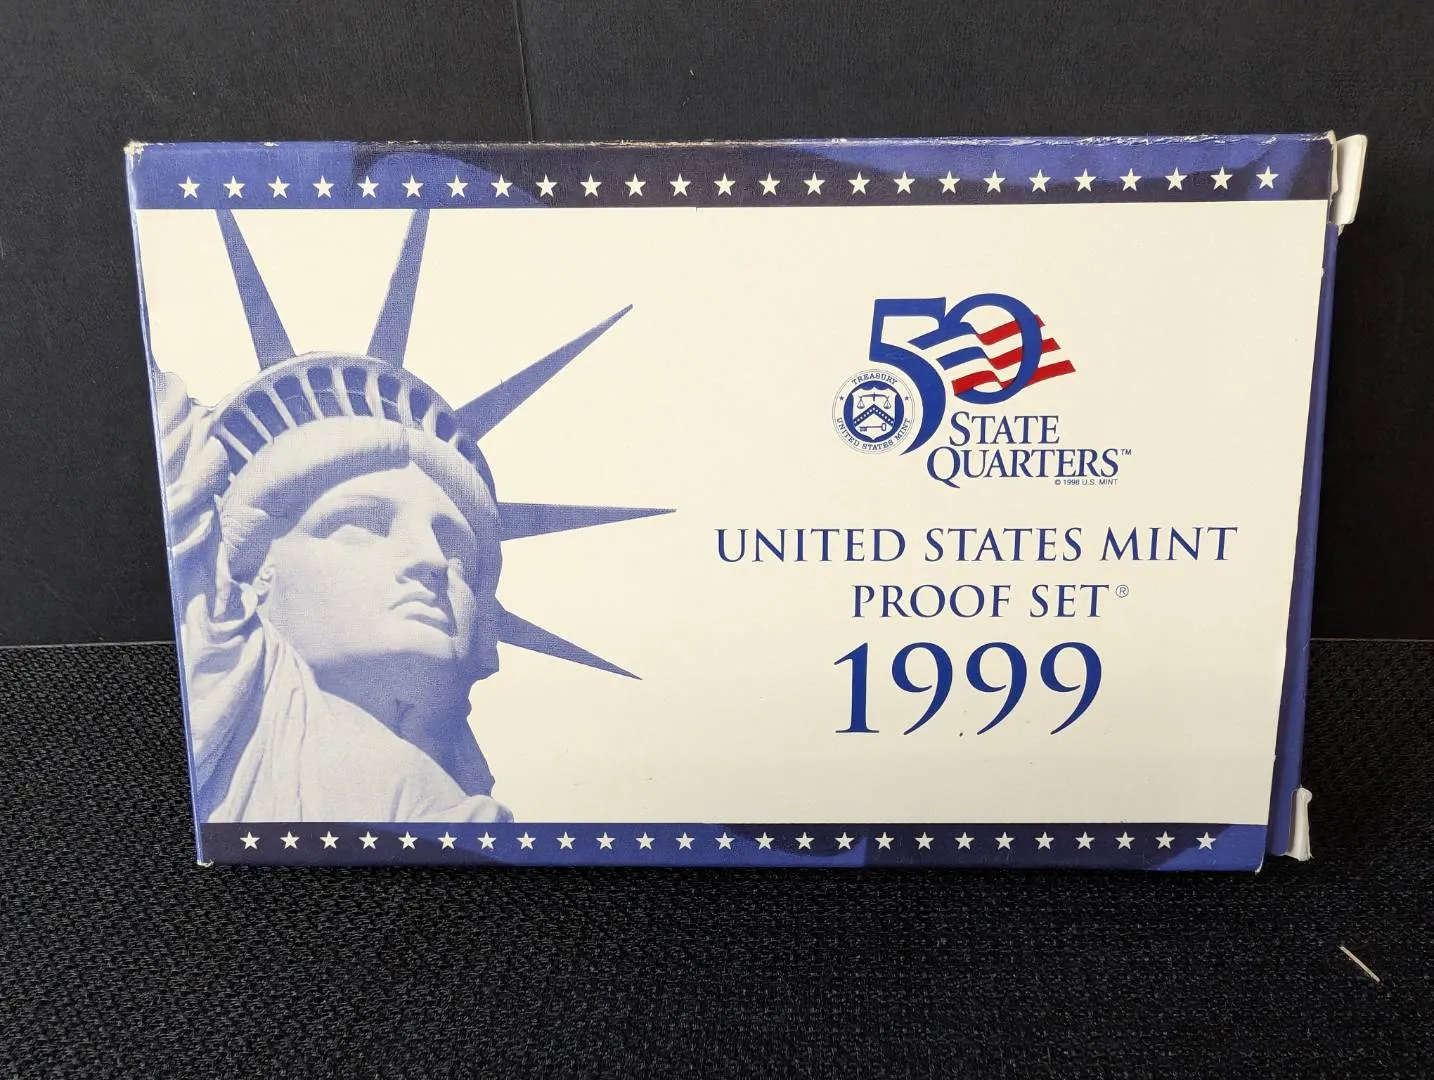 50
TREASURY
UNITED STATES MINT
STATE
QUARTERS™
© 1998 U.S. MINT
UNITED STATES MINT
PROOF SET®
1999